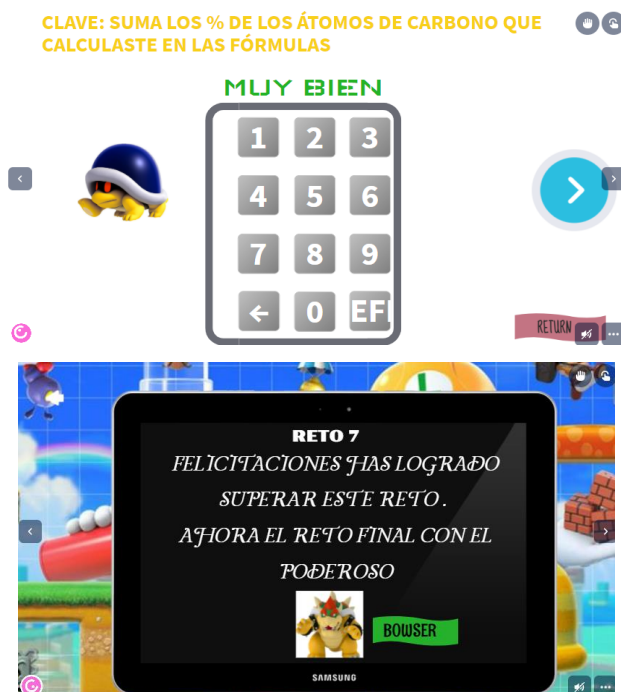 CLAVE: SUMA LOS % DE LOS ÁTOMOS DE CARBONO QUE
CALCULASTE EN LAS FÓRMULAS
MUY BIEN
1 2 3
4 5 6
7 8 9
← 0 EF
RETURN
RETO 7
FELICITACIONES HAS LOGRADO
SUPERAR ESTE RETO .
AHORA EL RETO FINAL CON EL
PODEROSO
BOWSER
SAMSUNG